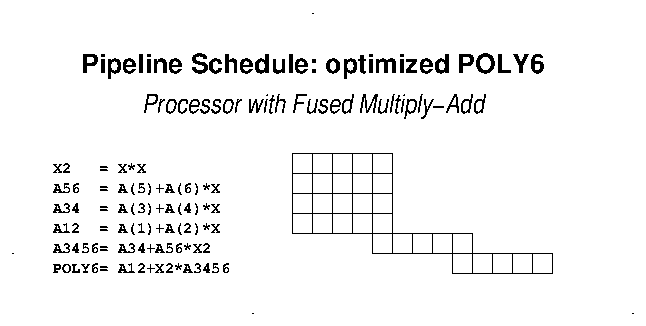 Pipeline Schedule: optimized POLY6
Processor with Fused Multiply−Add
X2   = X*X
A56  = A(5)+A(6)*X
A34  = A(3)+A(4)*X
A12  = A(1)+A(2)*X
A3456= A34+A56*X2
POLY6= A12+X2*A3456